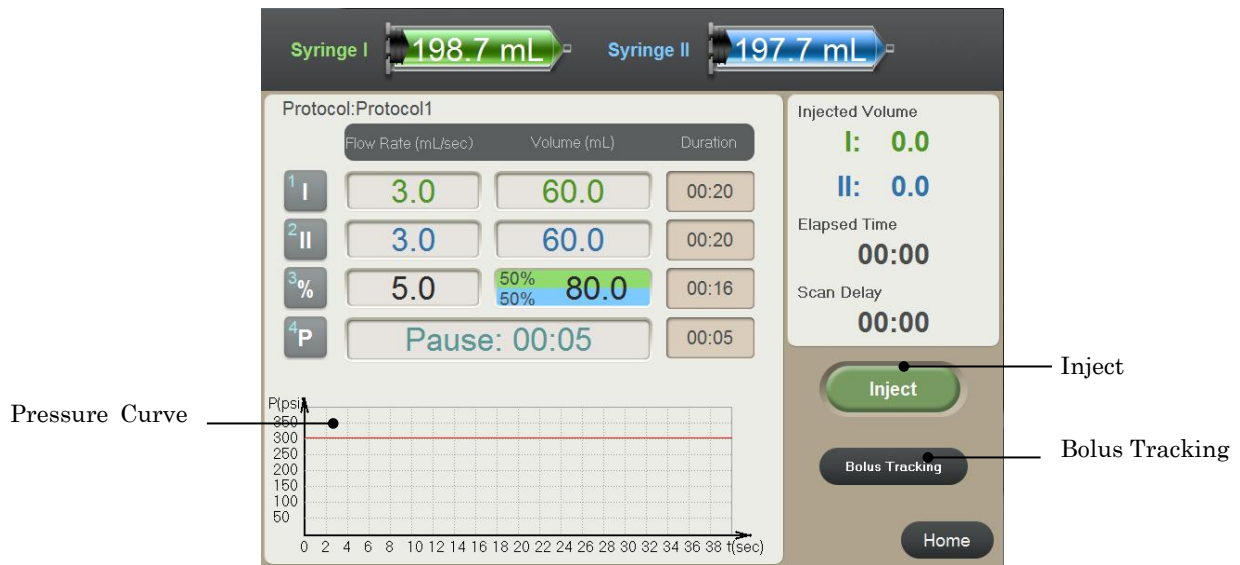 Syringe I 198.7 mL Syringe II 197.7 mL
Protocol:Protocol1
Flow Rate (mL/sec) Volume (mL) Duration
1 I 3.0 60.0 00:20
2 II 3.0 60.0 00:20
3 % 5.0 50% 50% 80.0 00:16
4 P Pause: 00:05 00:05
Injected Volume
I: 0.0
II: 0.0
Elapsed Time
00:00
Scan Delay
00:00
Inject
Inject
Bolus Tracking
Bolus Tracking
Home
Pressure Curve
P(psi)
350
300
250
200
150
100
50
0 2 4 6 8 10 12 14 16 18 20 22 24 26 28 30 32 34 36 38 t(sec)